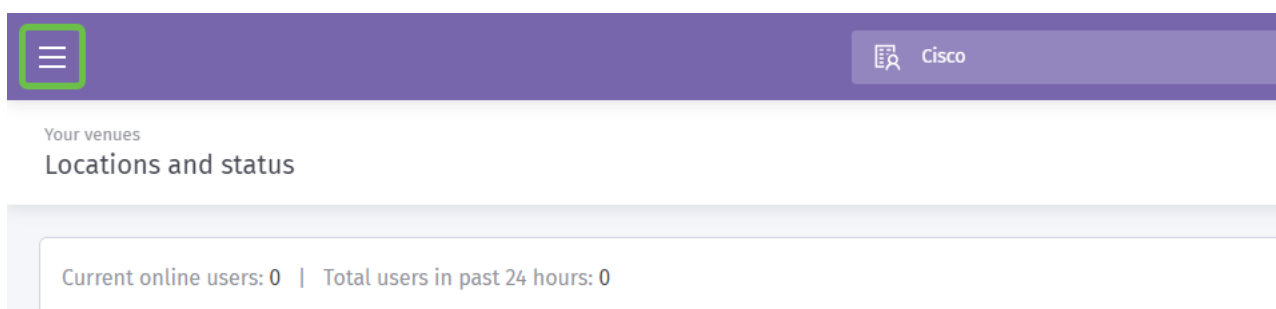 Cisco
Your venues
Locations and status
Current online users: 0 | Total users in past 24 hours: 0